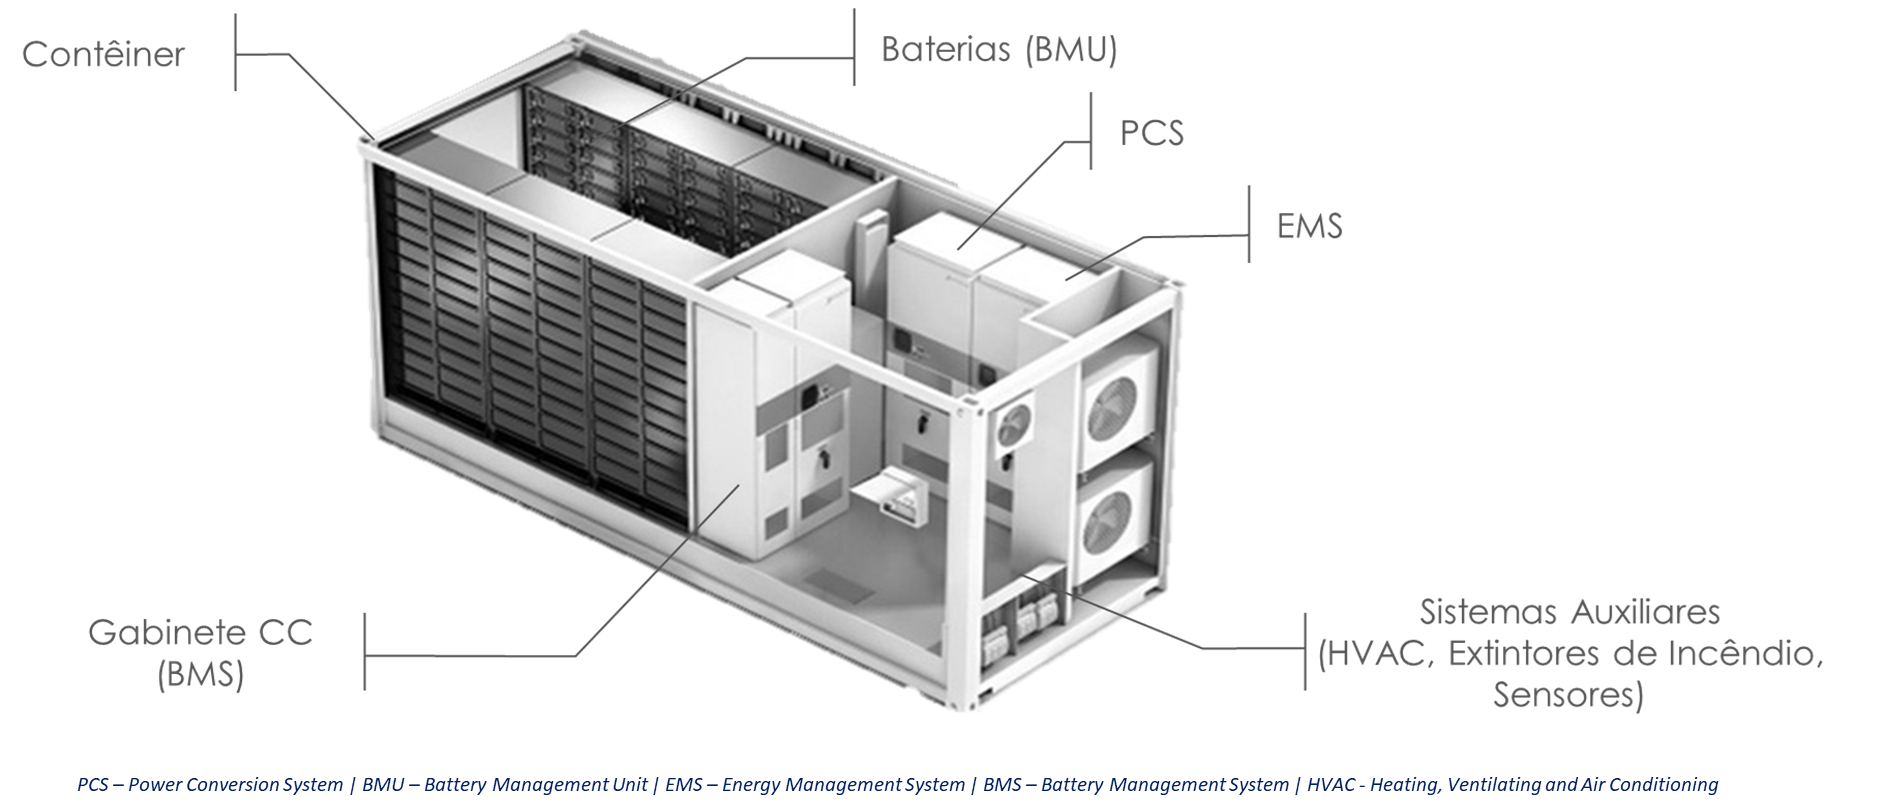 Contêiner
Baterias (BMU)
PCS
EMS
Gabinete CC
(BMS)
Sistemas Auxiliares
(HVAC, Extintores de Incêndio,
Sensores)
PCS – Power Conversion System | BMU – Battery Management Unit | EMS – Energy Management System | BMS – Battery Management System | HVAC - Heating, Ventilating and Air Conditioning